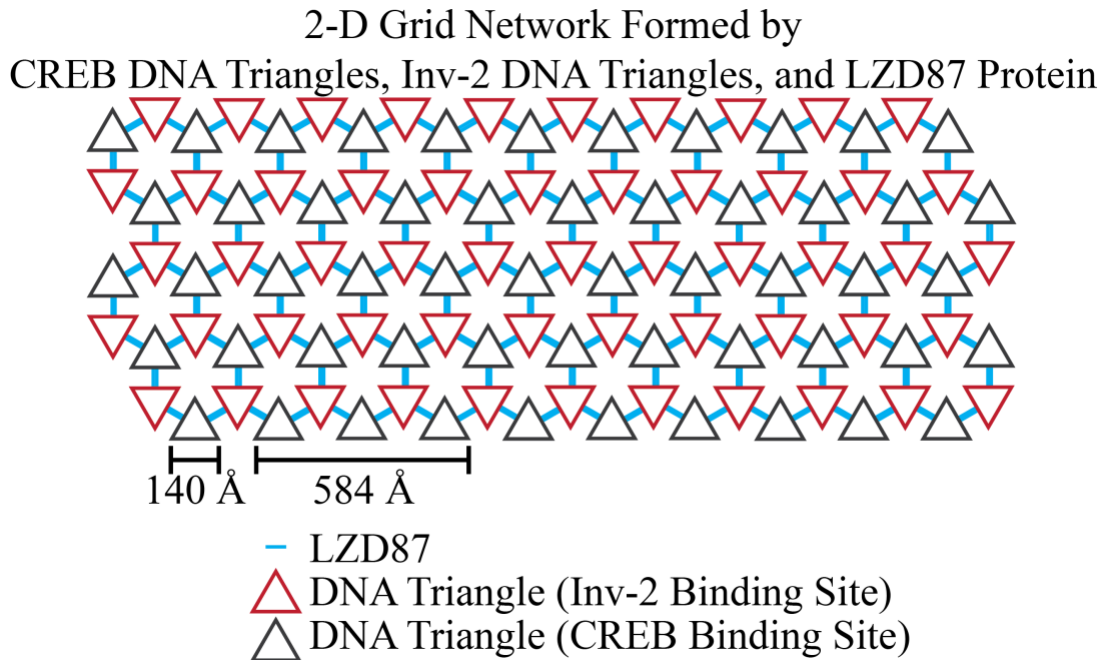 2-D Grid Network Formed by
CREB DNA Triangles, Inv-2 DNA Triangles, and LZD87 Protein
140 Å
584 Å
LZD87
DNA Triangle (Inv-2 Binding Site)
DNA Triangle (CREB Binding Site)